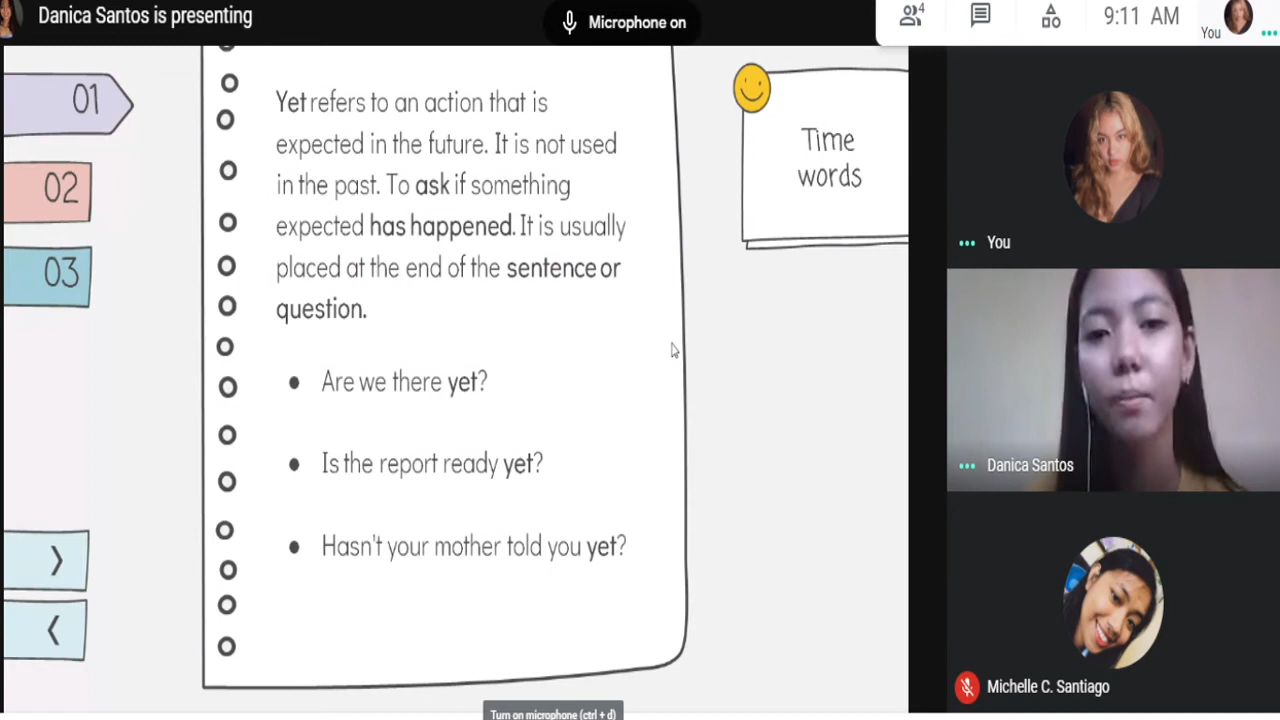 Danica Santos is presenting
Microphone on
4
9:11 AM
You
01
02
03
Yet refers to an action that is
expected in the future. It is not used
in the past. To ask if something
expected has happened. It is usually
placed at the end of the sentence or
question.
Are we there yet?
Is the report ready yet?
Hasn't your mother told you yet?
Time
words
You
Danica Santos
Michelle C. Santiago
Turn on microphone (ctrl + d)